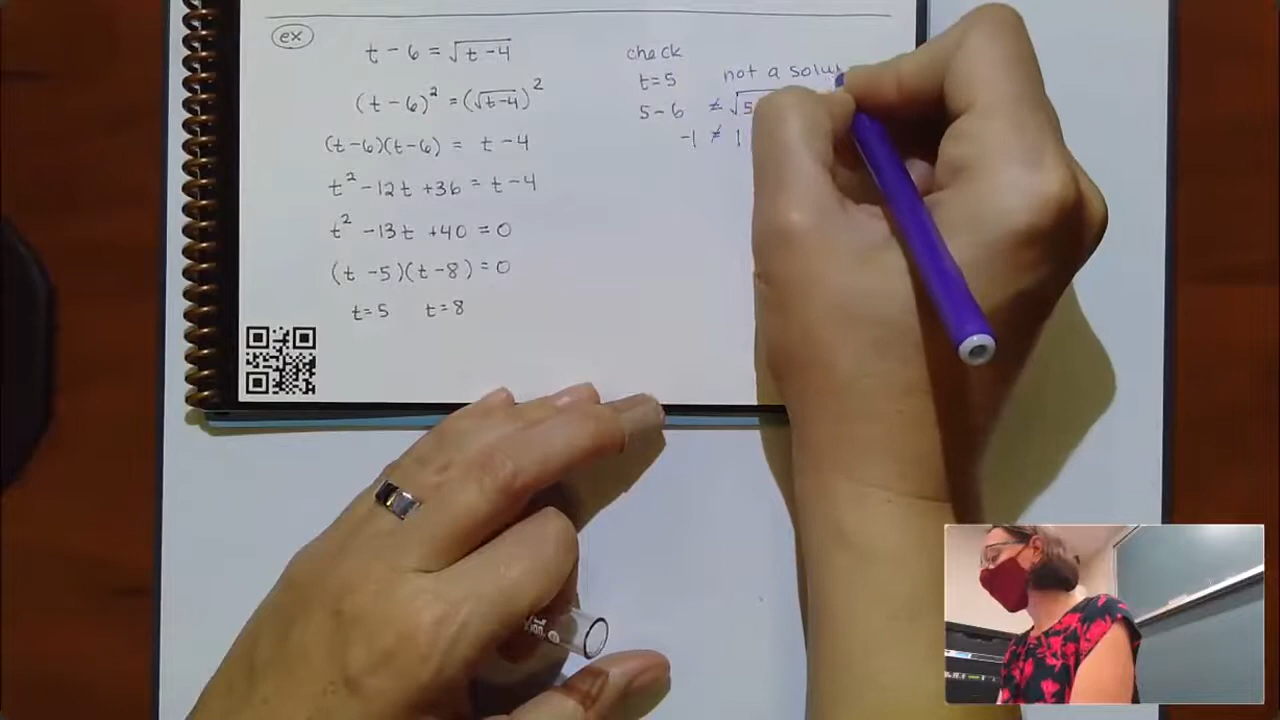 ex
t - 6 = √t-4
(t - 6)² = (√t-4)²
(t-6)(t-6) = t - 4
t² - 12t + 36 = t - 4
t² - 13t + 40 = 0
(t - 5)(t - 8) = 0
t = 5 t = 8
check
t = 5 not a solu
5 - 6 ≠ √5
-1 ≠ 1